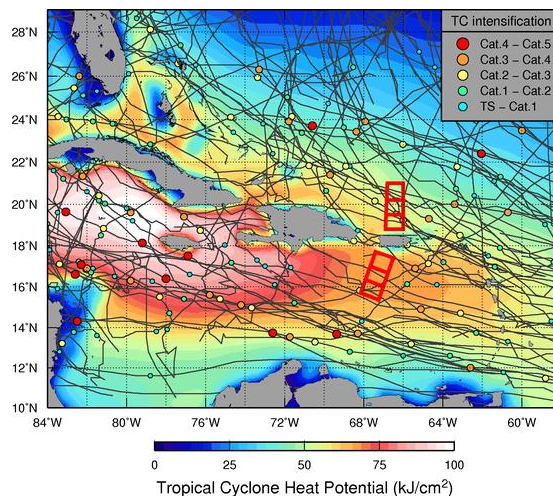 TC intensification
Cat.4 – Cat.5
Cat.3 – Cat.4
Cat.2 – Cat.3
Cat.1 – Cat.2
TS – Cat.1
28°N
26°N
24°N
22°N
20°N
18°N
16°N
14°N
12°N
10°N
84°W 80°W 76°W 72°W 68°W 64°W 60°W
0 25 50 75 100
Tropical Cyclone Heat Potential (kJ/cm²)